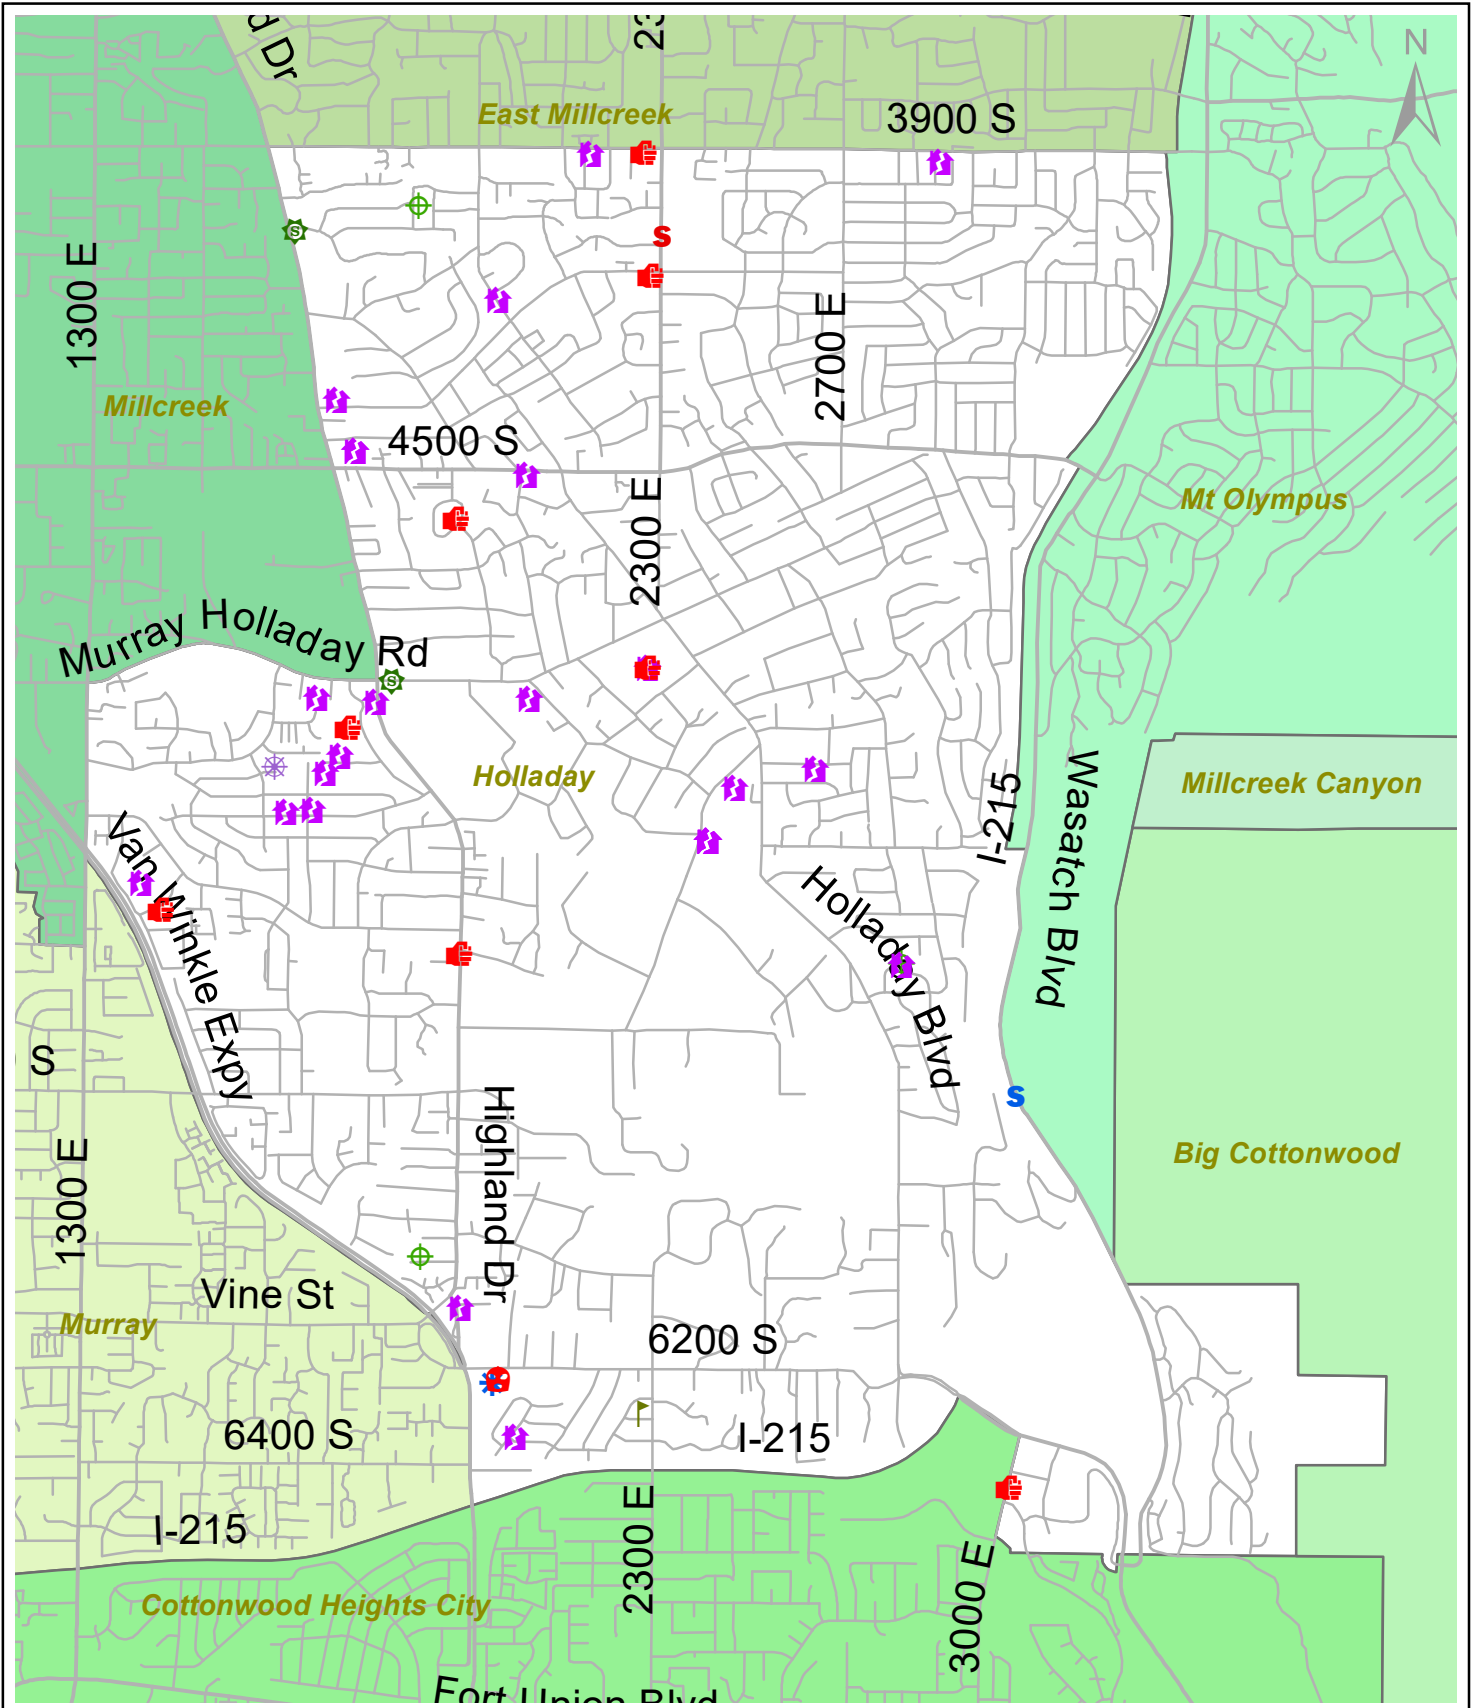 d Dr
23
N
East Millcreek
3900 S
1300 E
2700 E
Millcreek
4500 S
Mt Olympus
2300 E
Murray Holladay Rd
Holladay
I-215
Wasatch Blvd
Millcreek Canyon
Van Winkle Expy
Holladay Blvd
S
Highland Dr
1300 E
Big Cottonwood
Vine St
Murray
6200 S
6400 S
I-215
I-215
2300 E
3000 E
Cottonwood Heights City
Fort Union Blvd
S
S
S
S